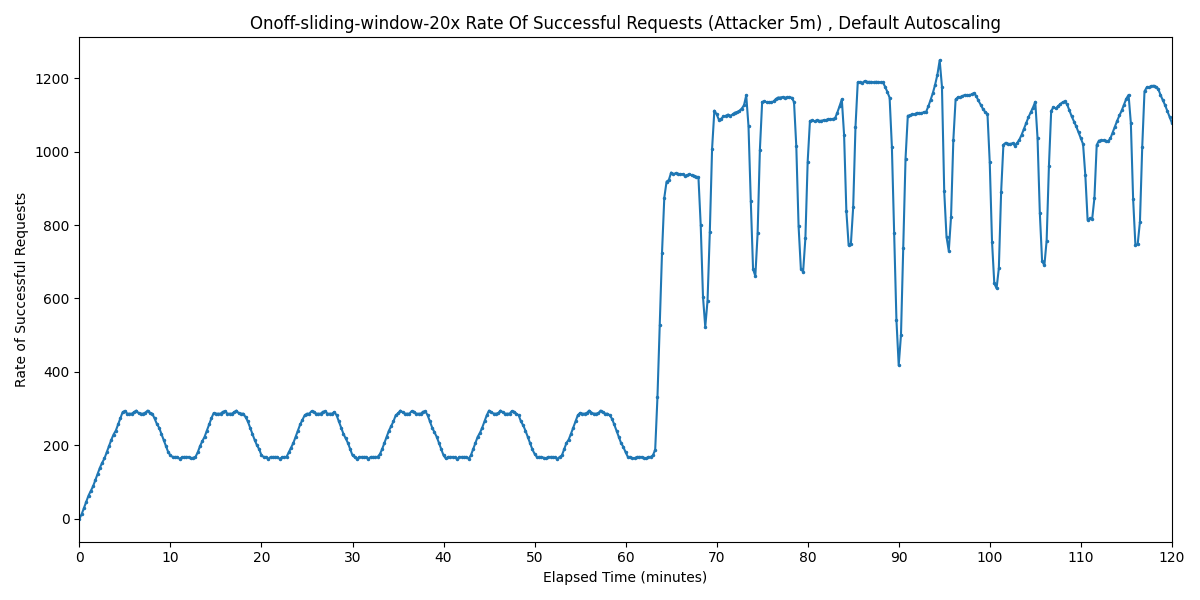 Onoff-sliding-window-20x Rate Of Successful Requests (Attacker 5m) , Default Autoscaling
Rate of Successful Requests
1200
1000
800
600
400
200
0
0 10 20 30 40 50 60 70 80 90 100 110 120
Elapsed Time (minutes)